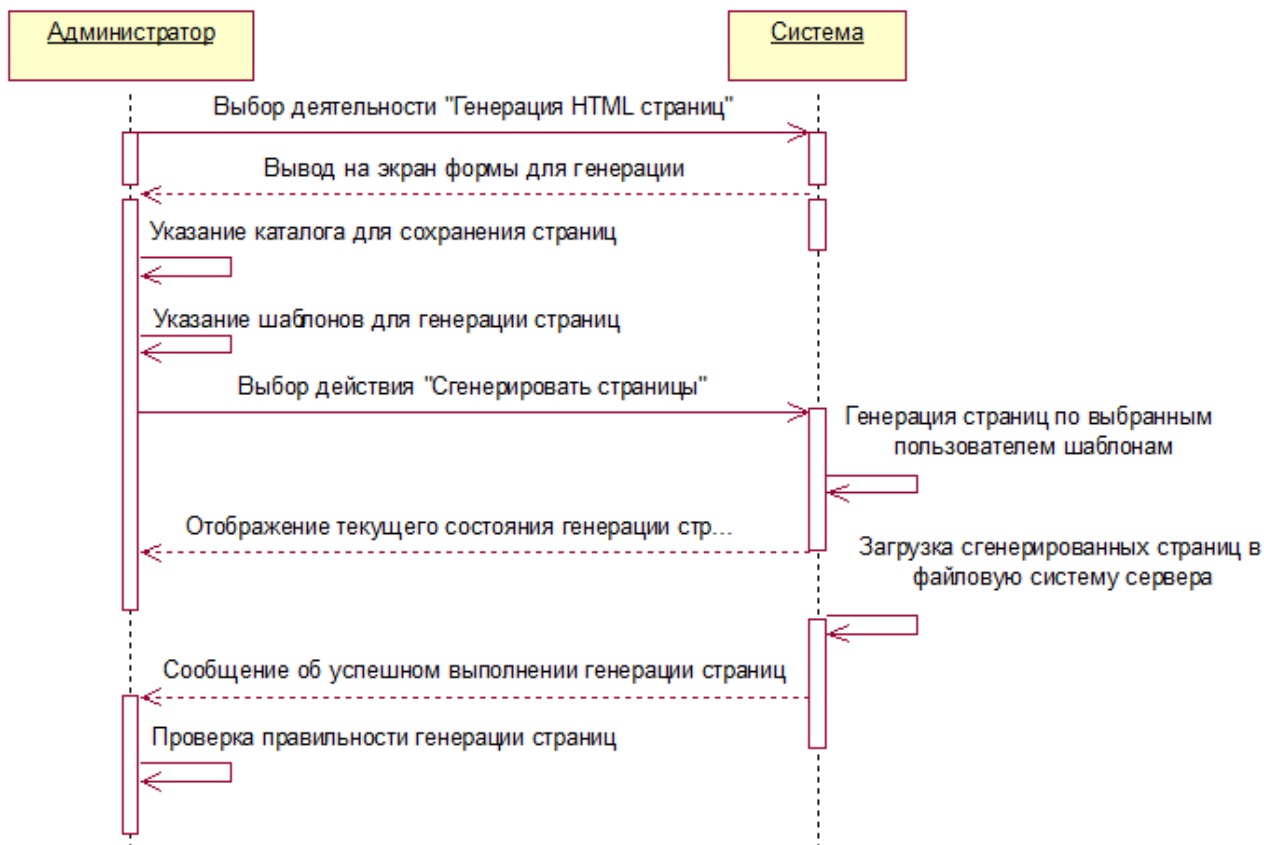 Администратор
Система
Выбор деятельности "Генерация HTML страниц"
Вывод на экран формы для генерации
Указание каталога для сохранения страниц
Указание шаблонов для генерации страниц
Выбор действия "Сгенерировать страницы"
Генерация страниц по выбранным
пользователем шаблонам
Отображение текущего состояния генерации стр...
Загрузка сгенерированных страниц в
файловую систему сервера
Сообщение об успешном выполнении генерации страниц
Проверка правильности генерации страниц